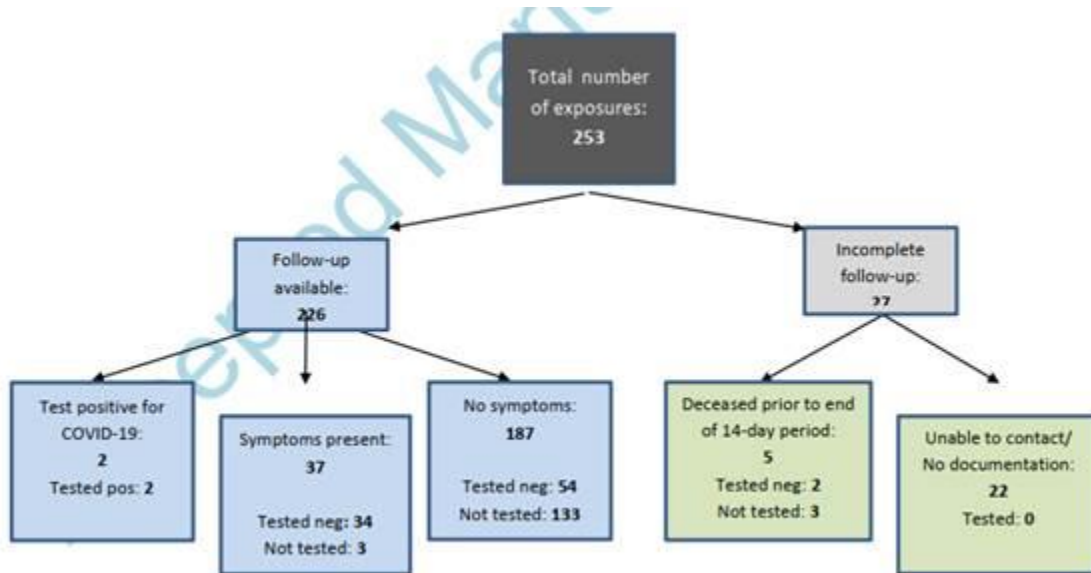 Total number
of exposures:
253
Follow-up
available:
226
Incomplete
follow-up:
27
Test positive for
COVID-19:
2
Tested pos: 2
Symptoms present:
37
Tested neg: 34
Not tested: 3
No symptoms:
187
Tested neg: 54
Not tested: 133
Deceased prior to end
of 14-day period:
5
Tested neg: 2
Not tested: 3
Unable to contact/
No documentation:
22
Tested: 0